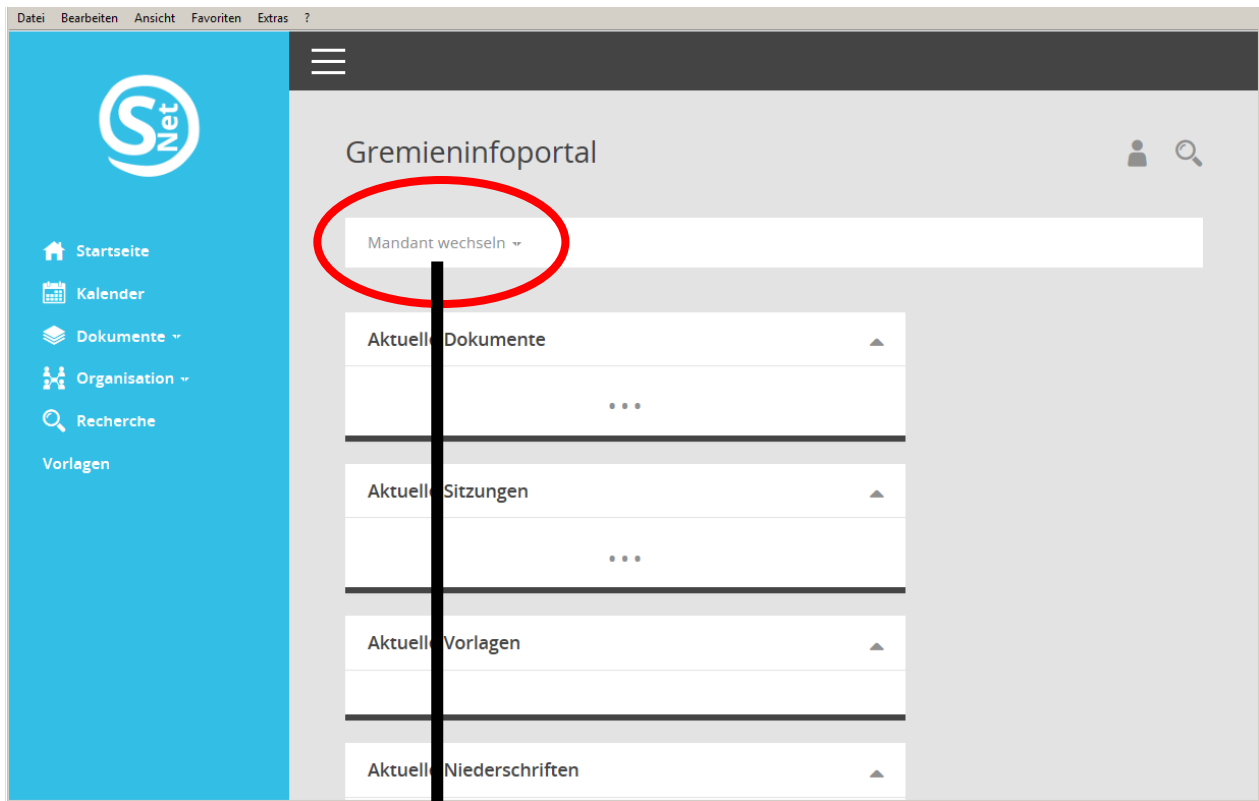 Datei Bearbeiten Ansicht Favoriten Extras ?
S Net
Gremieninfoportal
Mandant wechseln
Startseite
Kalender
Dokumente
Organisation
Recherche
Vorlagen
Aktuelle Dokumente
...
Aktuelle Sitzungen
...
Aktuelle Vorlagen
Aktuelle Niederschriften